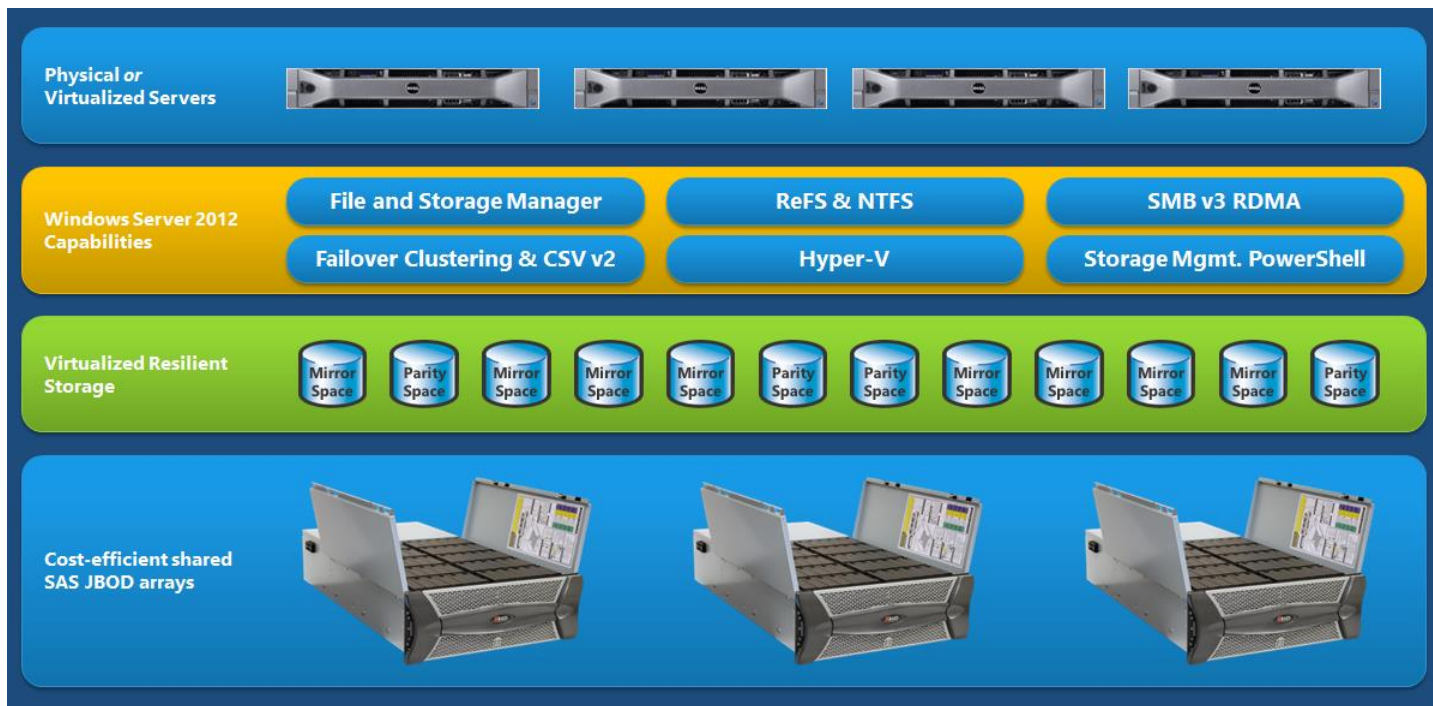 Physical or
Virtualized Servers
Windows Server 2012
Capabilities
File and Storage Manager
ReFS & NTFS
SMB v3 RDMA
Failover Clustering & CSV v2
Hyper-V
Storage Mgmt. PowerShell
Virtualized Resilient
Storage
Mirror
Space
Parity
Space
Mirror
Space
Mirror
Space
Mirror
Space
Parity
Space
Parity
Space
Mirror
Space
Mirror
Space
Mirror
Space
Mirror
Space
Parity
Space
Cost-efficient shared
SAS JBOD arrays